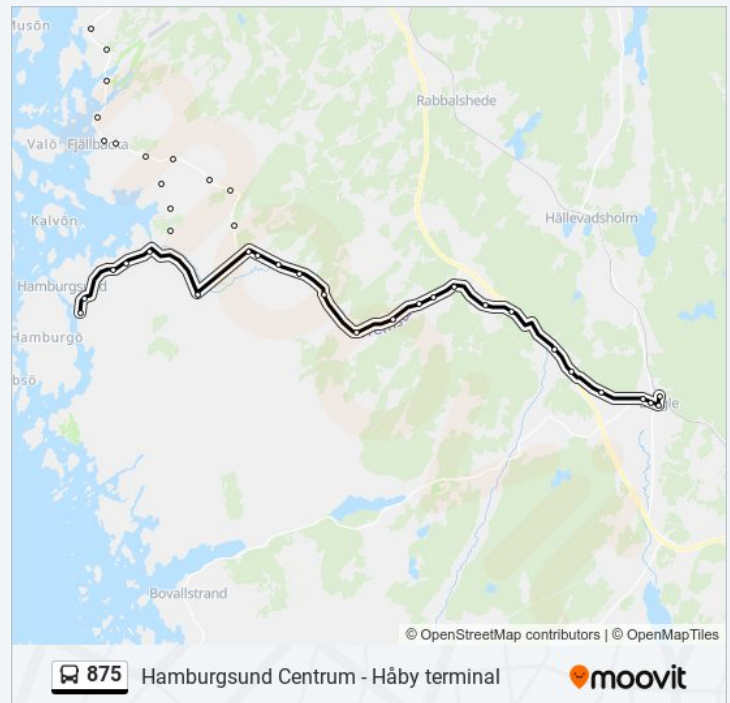 Musön
Rabbalshede
Valö Fjällbacka
Kalvön
Hällevadsholm
Hamburgsund
Hamburgö
Bovallstrand
© OpenStreetMap contributors | © OpenMapTiles
875 Hamburgsund Centrum - Håby terminal
moovit